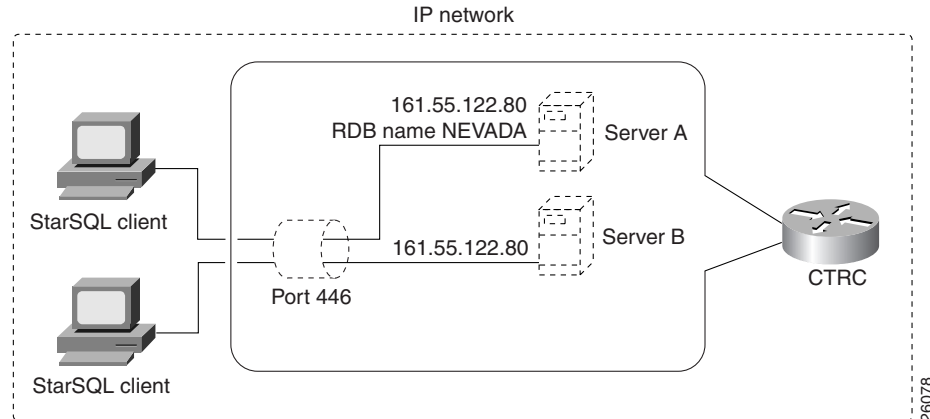 IP network
161.55.122.80
RDB name NEVADA
Server A
StarSQL client
161.55.122.80
Server B
Port 446
CTRC
StarSQL client
26078